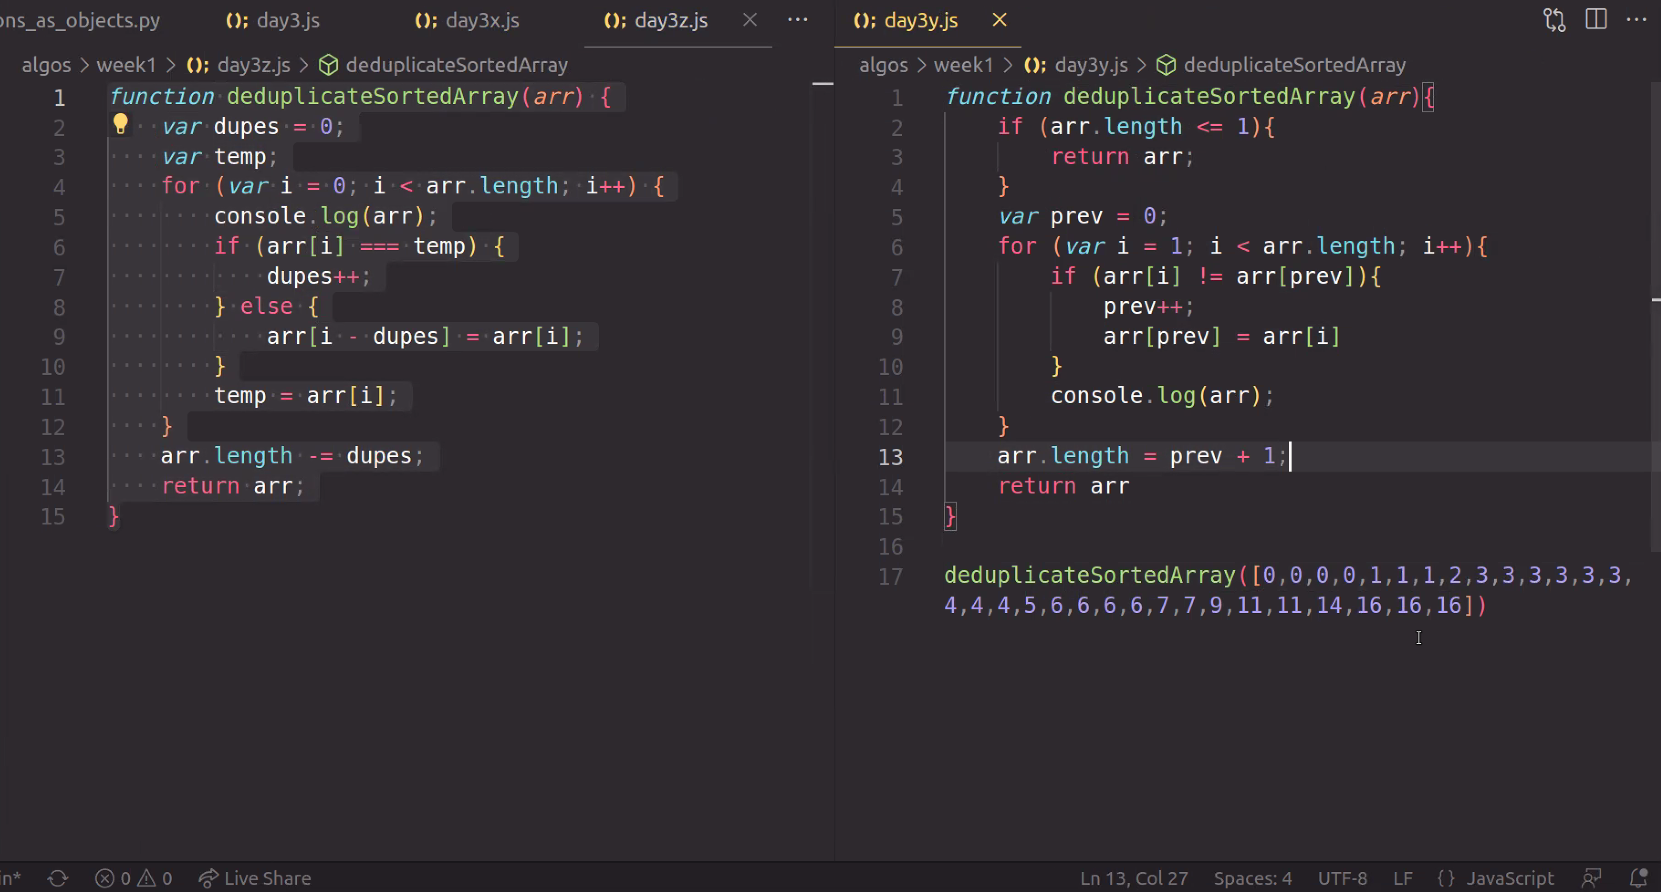 ons_as_objects.py
day3.js
day3x.js
day3z.js
algos > week1 > day3z.js > deduplicateSortedArray
1 function deduplicateSortedArray(arr) {
2 var dupes = 0;
3 var temp;
4 for (var i = 0; i < arr.length; i++) {
5 console.log(arr);
6 if (arr[i] === temp) {
7 dupes++;
8 } else {
9 arr[i - dupes] = arr[i];
10 }
11 temp = arr[i];
12 }
13 arr.length -= dupes;
14 return arr;
15 }
day3y.js
algos > week1 > day3y.js > deduplicateSortedArray
1 function deduplicateSortedArray(arr){
2 if (arr.length <= 1){
3 return arr;
4 }
5 var prev = 0;
6 for (var i = 1; i < arr.length; i++){
7 if (arr[i] != arr[prev]){
8 prev++;
9 arr[prev] = arr[i]
10 }
11 console.log(arr);
12 }
13 arr.length = prev + 1;
14 return arr
15 }
16
17 deduplicateSortedArray([0,0,0,0,1,1,1,2,3,3,3,3,3,3,
4,4,4,5,6,6,6,6,7,7,9,11,11,14,16,16,16])
in*
0 0
Live Share
Ln 13, Col 27
Spaces: 4
UTF-8
LF
{ } JavaScript